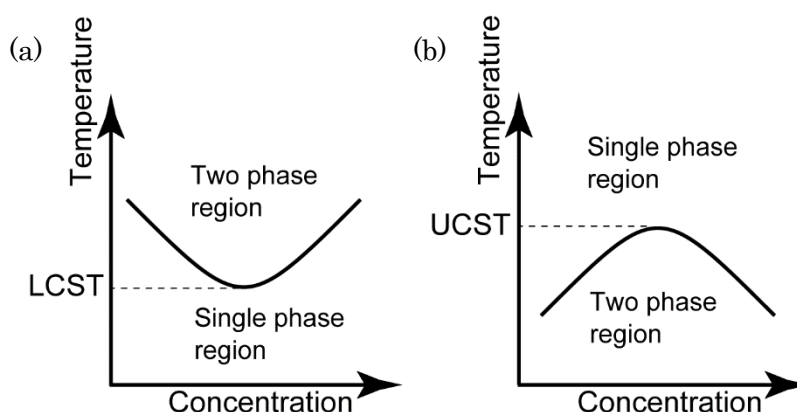 (a)
Temperature
Two phase
region
LCST
Single phase
region
Concentration
(b)
Temperature
Single phase
region
UCST
Two phase
region
Concentration